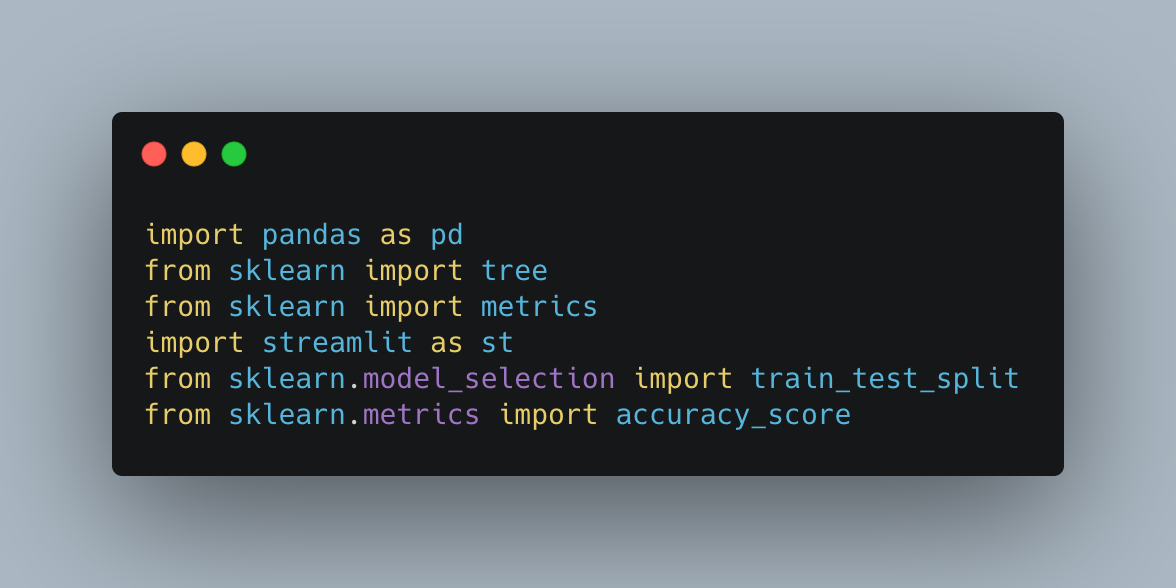 import pandas as pd
from sklearn import tree
from sklearn import metrics
import streamlit as st
from sklearn.model_selection import train_test_split
from sklearn.metrics import accuracy_score